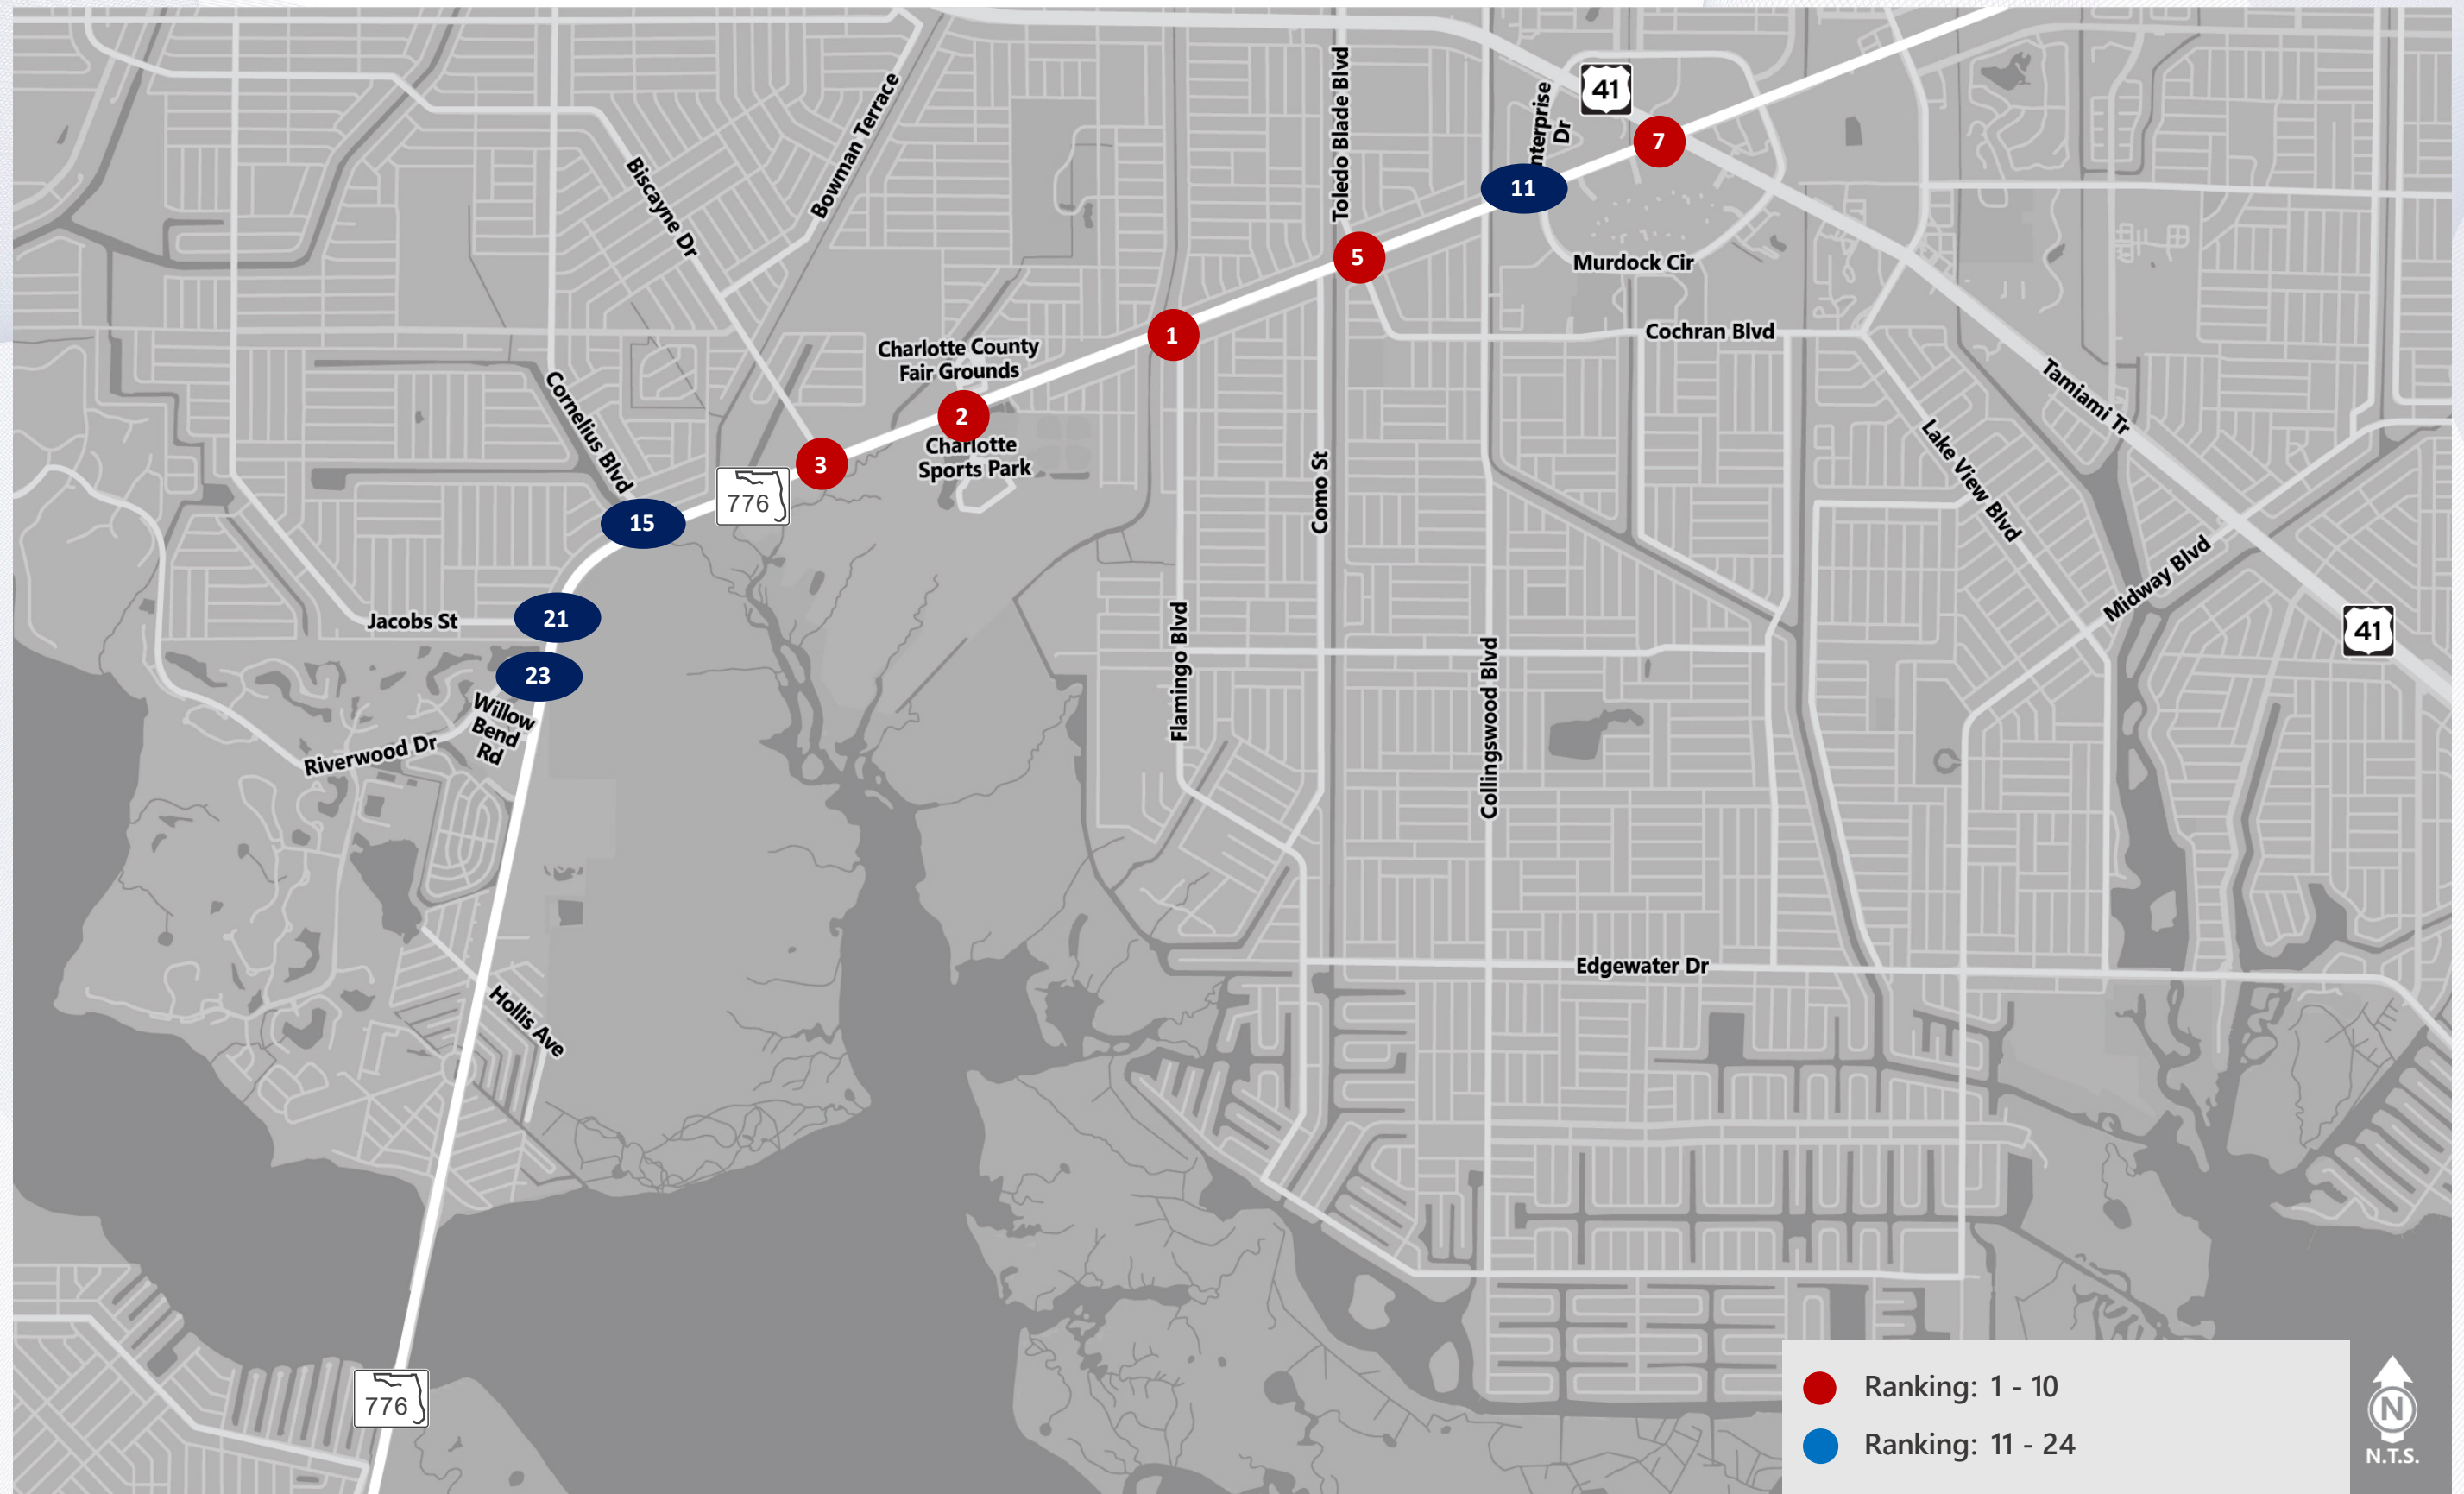 Toledo Blade Blvd
41
Enterprise
Dr
7
Bowman Terrace
Biscayne Dr
11
5
Murdock Cir
1
Cochran Blvd
Charlotte County
Fair Grounds
2
Charlotte
Sports Park
3
Cornelius Blvd
776
15
Tamiami Tr
Lake View Blvd
Como St
Midway Blvd
Jacobs St
21
41
23
Willow
Bend
Rd
Riverwood Dr
Flamingo Blvd
Collingswood Blvd
Edgewater Dr
Hollis Ave
776
Ranking: 1 - 10
Ranking: 11 - 24
N
N.T.S.